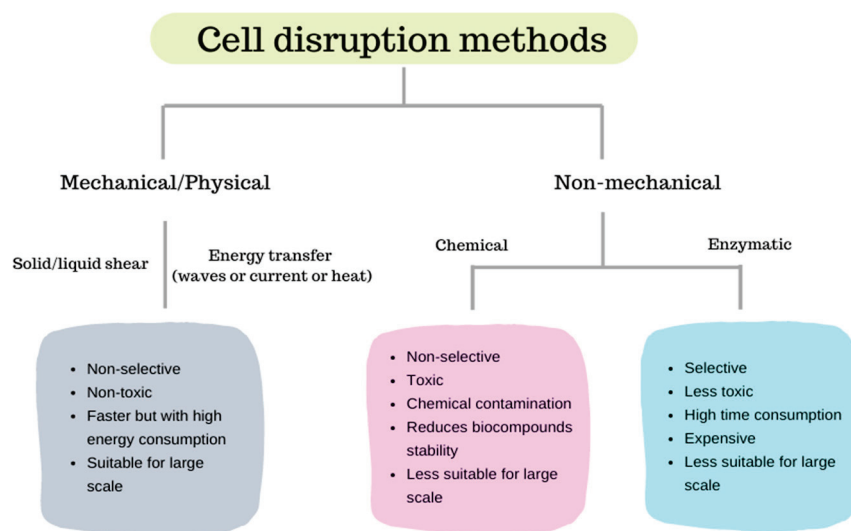 Cell disruption methods
Mechanical/Physical
Non-mechanical
Solid/liquid shear
Energy transfer
(waves or current or heat)
Chemical
Enzymatic
• Non-selective
• Non-toxic
• Faster but with high
energy consumption
• Suitable for large
scale
• Non-selective
• Toxic
• Chemical contamination
• Reduces biocompounds
stability
• Less suitable for large
scale
• Selective
• Less toxic
• High time consumption
• Expensive
• Less suitable for large
scale